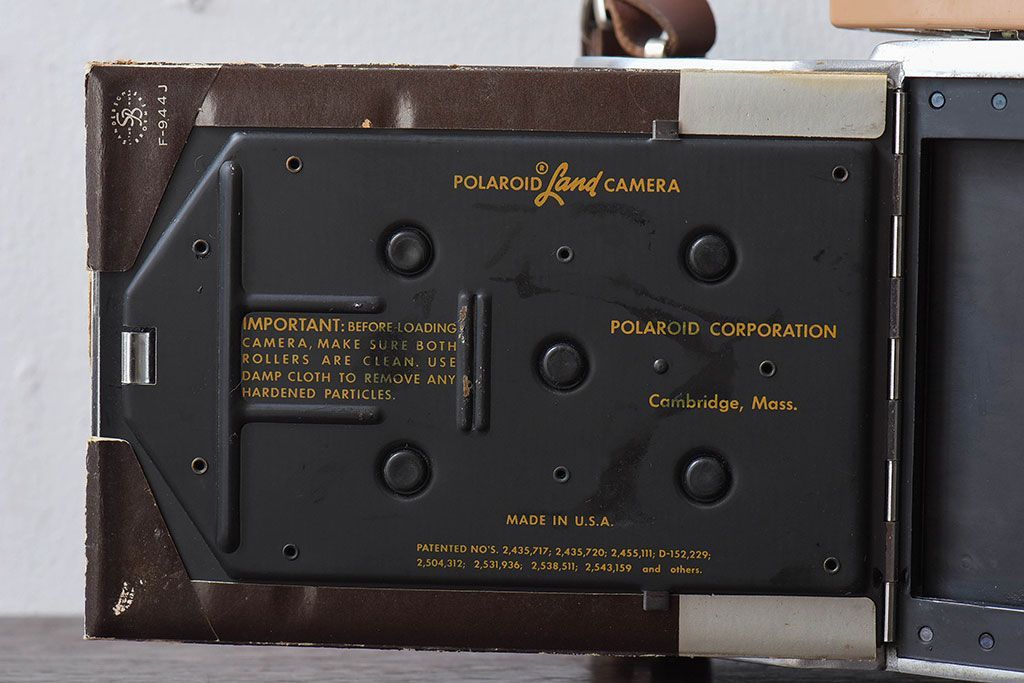 F-944J
POLAROID® Land CAMERA
IMPORTANT: BEFORE LOADING
CAMERA, MAKE SURE BOTH
ROLLERS ARE CLEAN. USE
DAMP CLOTH TO REMOVE ANY
HARDENED PARTICLES.
POLAROID CORPORATION
Cambridge, Mass.
MADE IN U.S.A.
PATENTED NO'S. 2,435,717; 2,435,720; 2,455,111; D-152,229;
2,504,312; 2,531,936; 2,538,511; 2,543,159 and others.